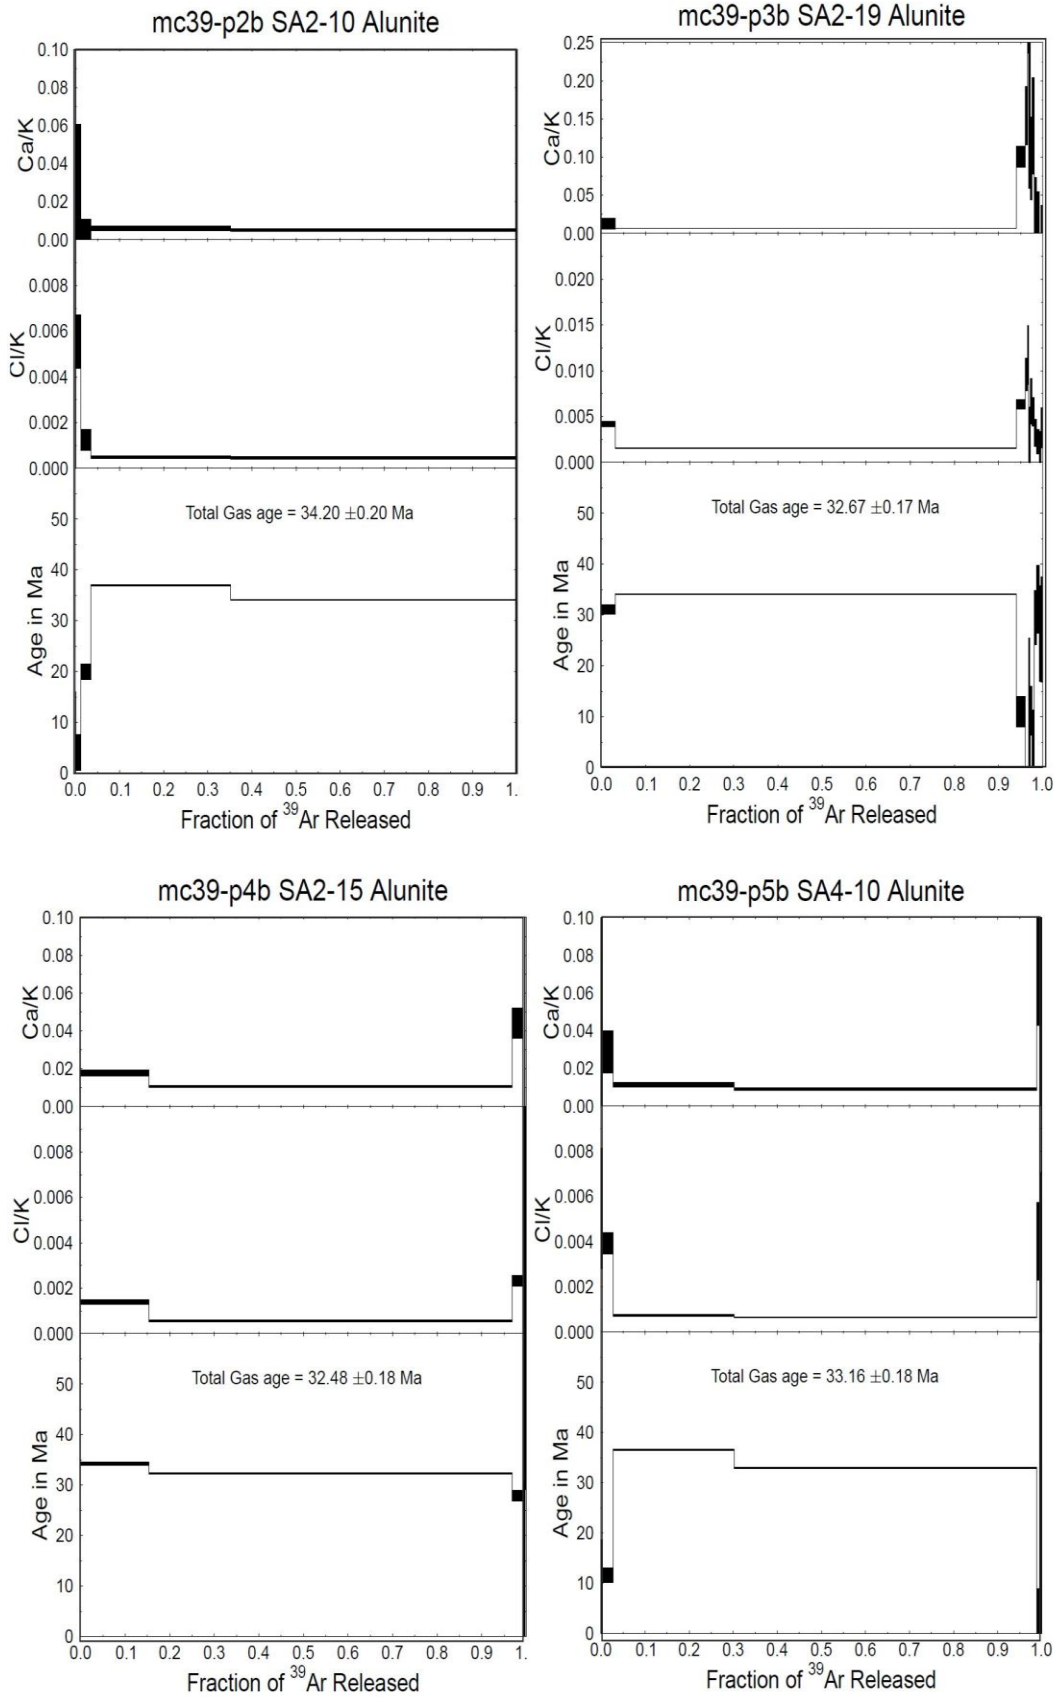 mc39-p2b SA2-10 Alunite
0.10
0.08
0.06
0.04
0.02
0.00
Ca/K
0.008
0.006
0.004
0.002
0.000
Cl/K
Total Gas age = 34.20 ±0.20 Ma
50
40
30
20
10
0
Age in Ma
0.0 0.1 0.2 0.3 0.4 0.5 0.6 0.7 0.8 0.9 1.
Fraction of ³⁹Ar Released
mc39-p3b SA2-19 Alunite
0.25
0.20
0.15
0.10
0.05
0.00
Ca/K
0.020
0.015
0.010
0.005
0.000
Cl/K
Total Gas age = 32.67 ±0.17 Ma
50
40
30
20
10
0
Age in Ma
0.0 0.1 0.2 0.3 0.4 0.5 0.6 0.7 0.8 0.9 1.0
Fraction of ³⁹Ar Released
mc39-p4b SA2-15 Alunite
0.10
0.08
0.06
0.04
0.02
0.00
Ca/K
0.008
0.006
0.004
0.002
0.000
Cl/K
Total Gas age = 32.48 ±0.18 Ma
50
40
30
20
10
0
Age in Ma
0.0 0.1 0.2 0.3 0.4 0.5 0.6 0.7 0.8 0.9 1.
Fraction of ³⁹Ar Released
mc39-p5b SA4-10 Alunite
0.10
0.08
0.06
0.04
0.02
0.00
Ca/K
0.008
0.006
0.004
0.002
0.000
Cl/K
Total Gas age = 33.16 ±0.18 Ma
50
40
30
20
10
0
Age in Ma
0.0 0.1 0.2 0.3 0.4 0.5 0.6 0.7 0.8 0.9 1.0
Fraction of ³⁹Ar Released